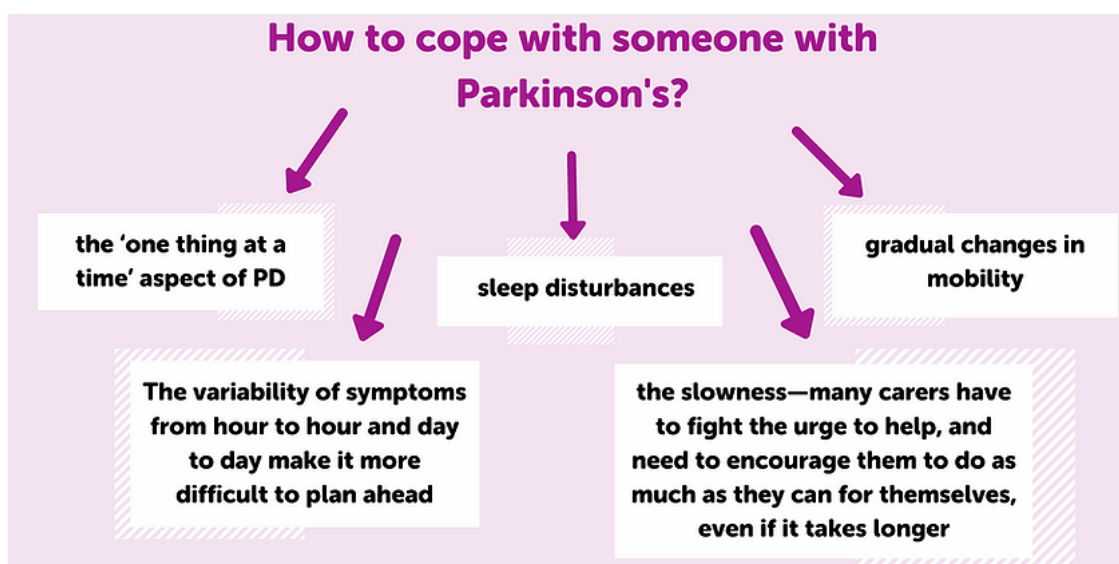 How to cope with someone with
Parkinson's?
the ‘one thing at a
time’ aspect of PD
sleep disturbances
gradual changes in
mobility
The variability of symptoms
from hour to hour and day
to day make it more
difficult to plan ahead
the slowness—many carers have
to fight the urge to help, and
need to encourage them to do as
much as they can for themselves,
even if it takes longer